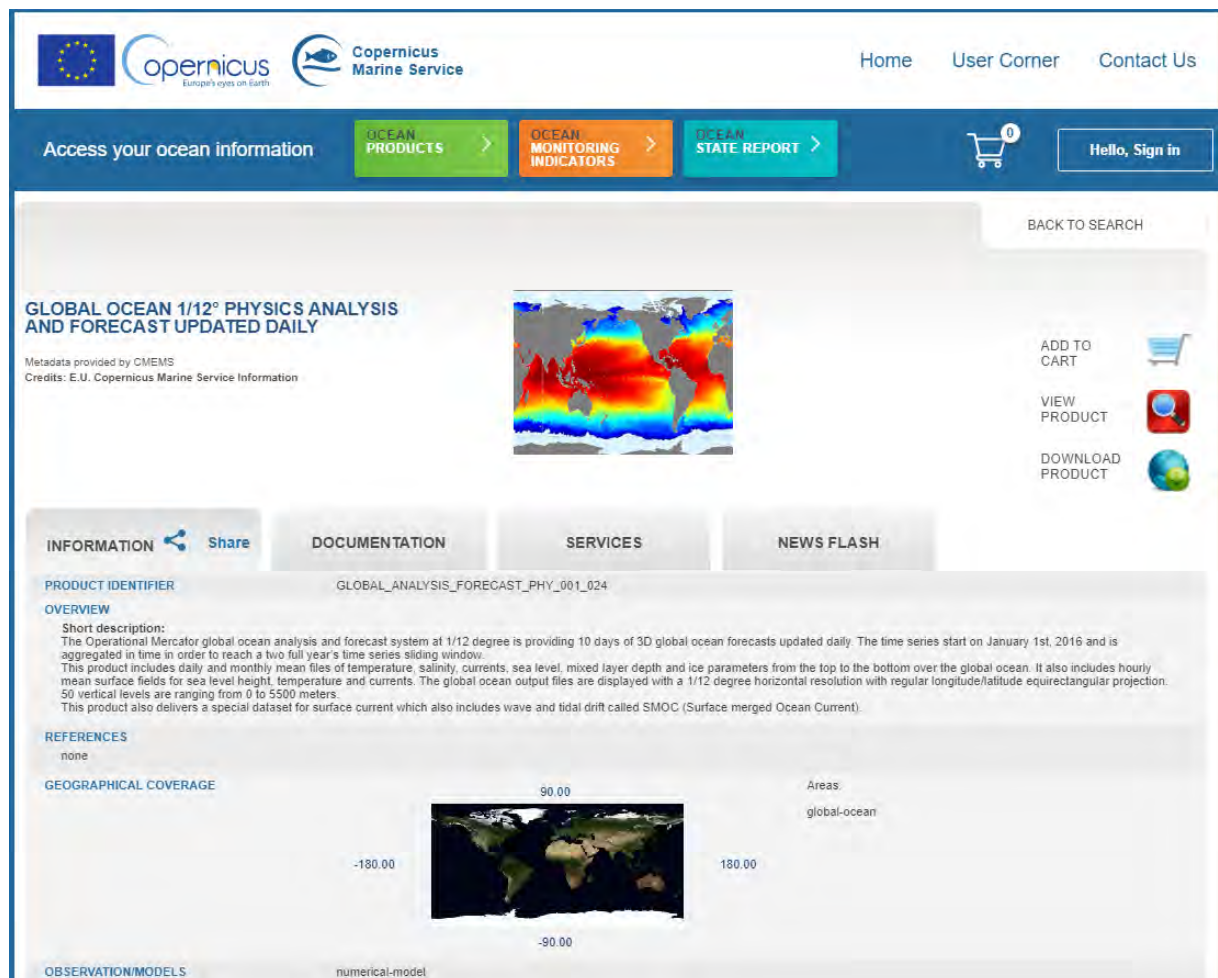 opernicus
Europe's eyes on Earth
Copernicus
Marine Service
Home
User Corner
Contact Us
Access your ocean information
OCEAN
PRODUCTS
OCEAN
MONITORING
INDICATORS
OCEAN
STATE REPORT
0
Hello, Sign in
BACK TO SEARCH
GLOBAL OCEAN 1/12° PHYSICS ANALYSIS
AND FORECAST UPDATED DAILY
Metadata provided by CMEMS
Credits: E.U. Copernicus Marine Service Information
ADD TO
CART
VIEW
PRODUCT
DOWNLOAD
PRODUCT
INFORMATION
Share
DOCUMENTATION
SERVICES
NEWS FLASH
PRODUCT IDENTIFIER
GLOBAL_ANALYSIS_FORECAST_PHY_001_024
OVERVIEW
Short description:
The Operational Mercator global ocean analysis and forecast system at 1/12 degree is providing 10 days of 3D global ocean forecasts updated daily. The time series start on January 1st, 2016 and is
aggregated in time in order to reach a two full year's time series sliding window.
This product includes daily and monthly mean files of temperature, salinity, currents, sea level, mixed layer depth and ice parameters from the top to the bottom over the global ocean. It also includes hourly
mean surface fields for sea level height, temperature and currents. The global ocean output files are displayed with a 1/12 degree horizontal resolution with regular longitude/latitude equirectangular projection.
50 vertical levels are ranging from 0 to 5500 meters.
This product also delivers a special dataset for surface current which also includes wave and tidal drift called SMOC (Surface merged Ocean Current).
REFERENCES
none
GEOGRAPHICAL COVERAGE
90.00
-180.00
180.00
-90.00
Areas:
global-ocean
OBSERVATION/MODELS
numerical-model